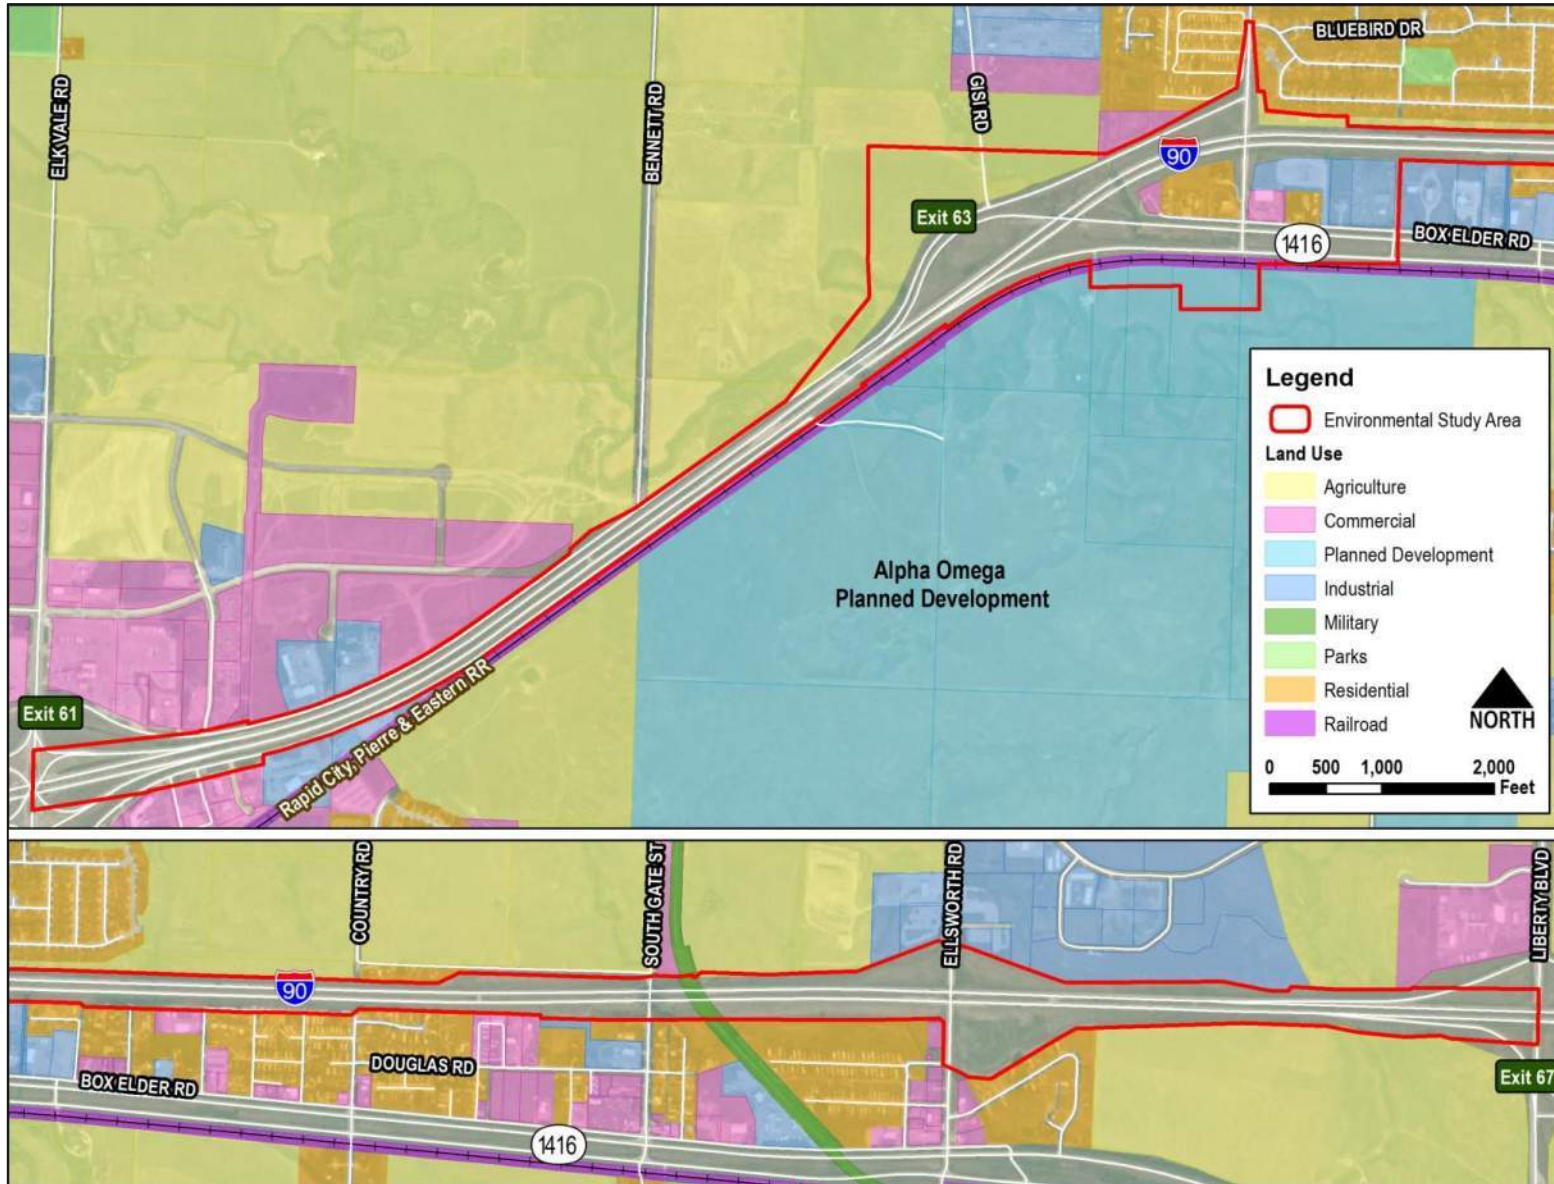 BLUEBIRD DR
ELK VALE RD
BENNETT RD
GISI RD
90
Exit 63
1416
BOX ELDER RD
Legend
Environmental Study Area
Land Use
Agriculture
Commercial
Planned Development
Industrial
Military
Parks
Residential
Railroad
NORTH
0 500 1,000 2,000
Feet
Alpha Omega
Planned Development
Exit 61
Rapid City, Pierre & Eastern RR
COUNTRY RD
SOUTH GATE ST
ELLSWORTH RD
LIBERTY BLVD
90
DOUGLAS RD
BOX ELDER RD
Exit 67
1416